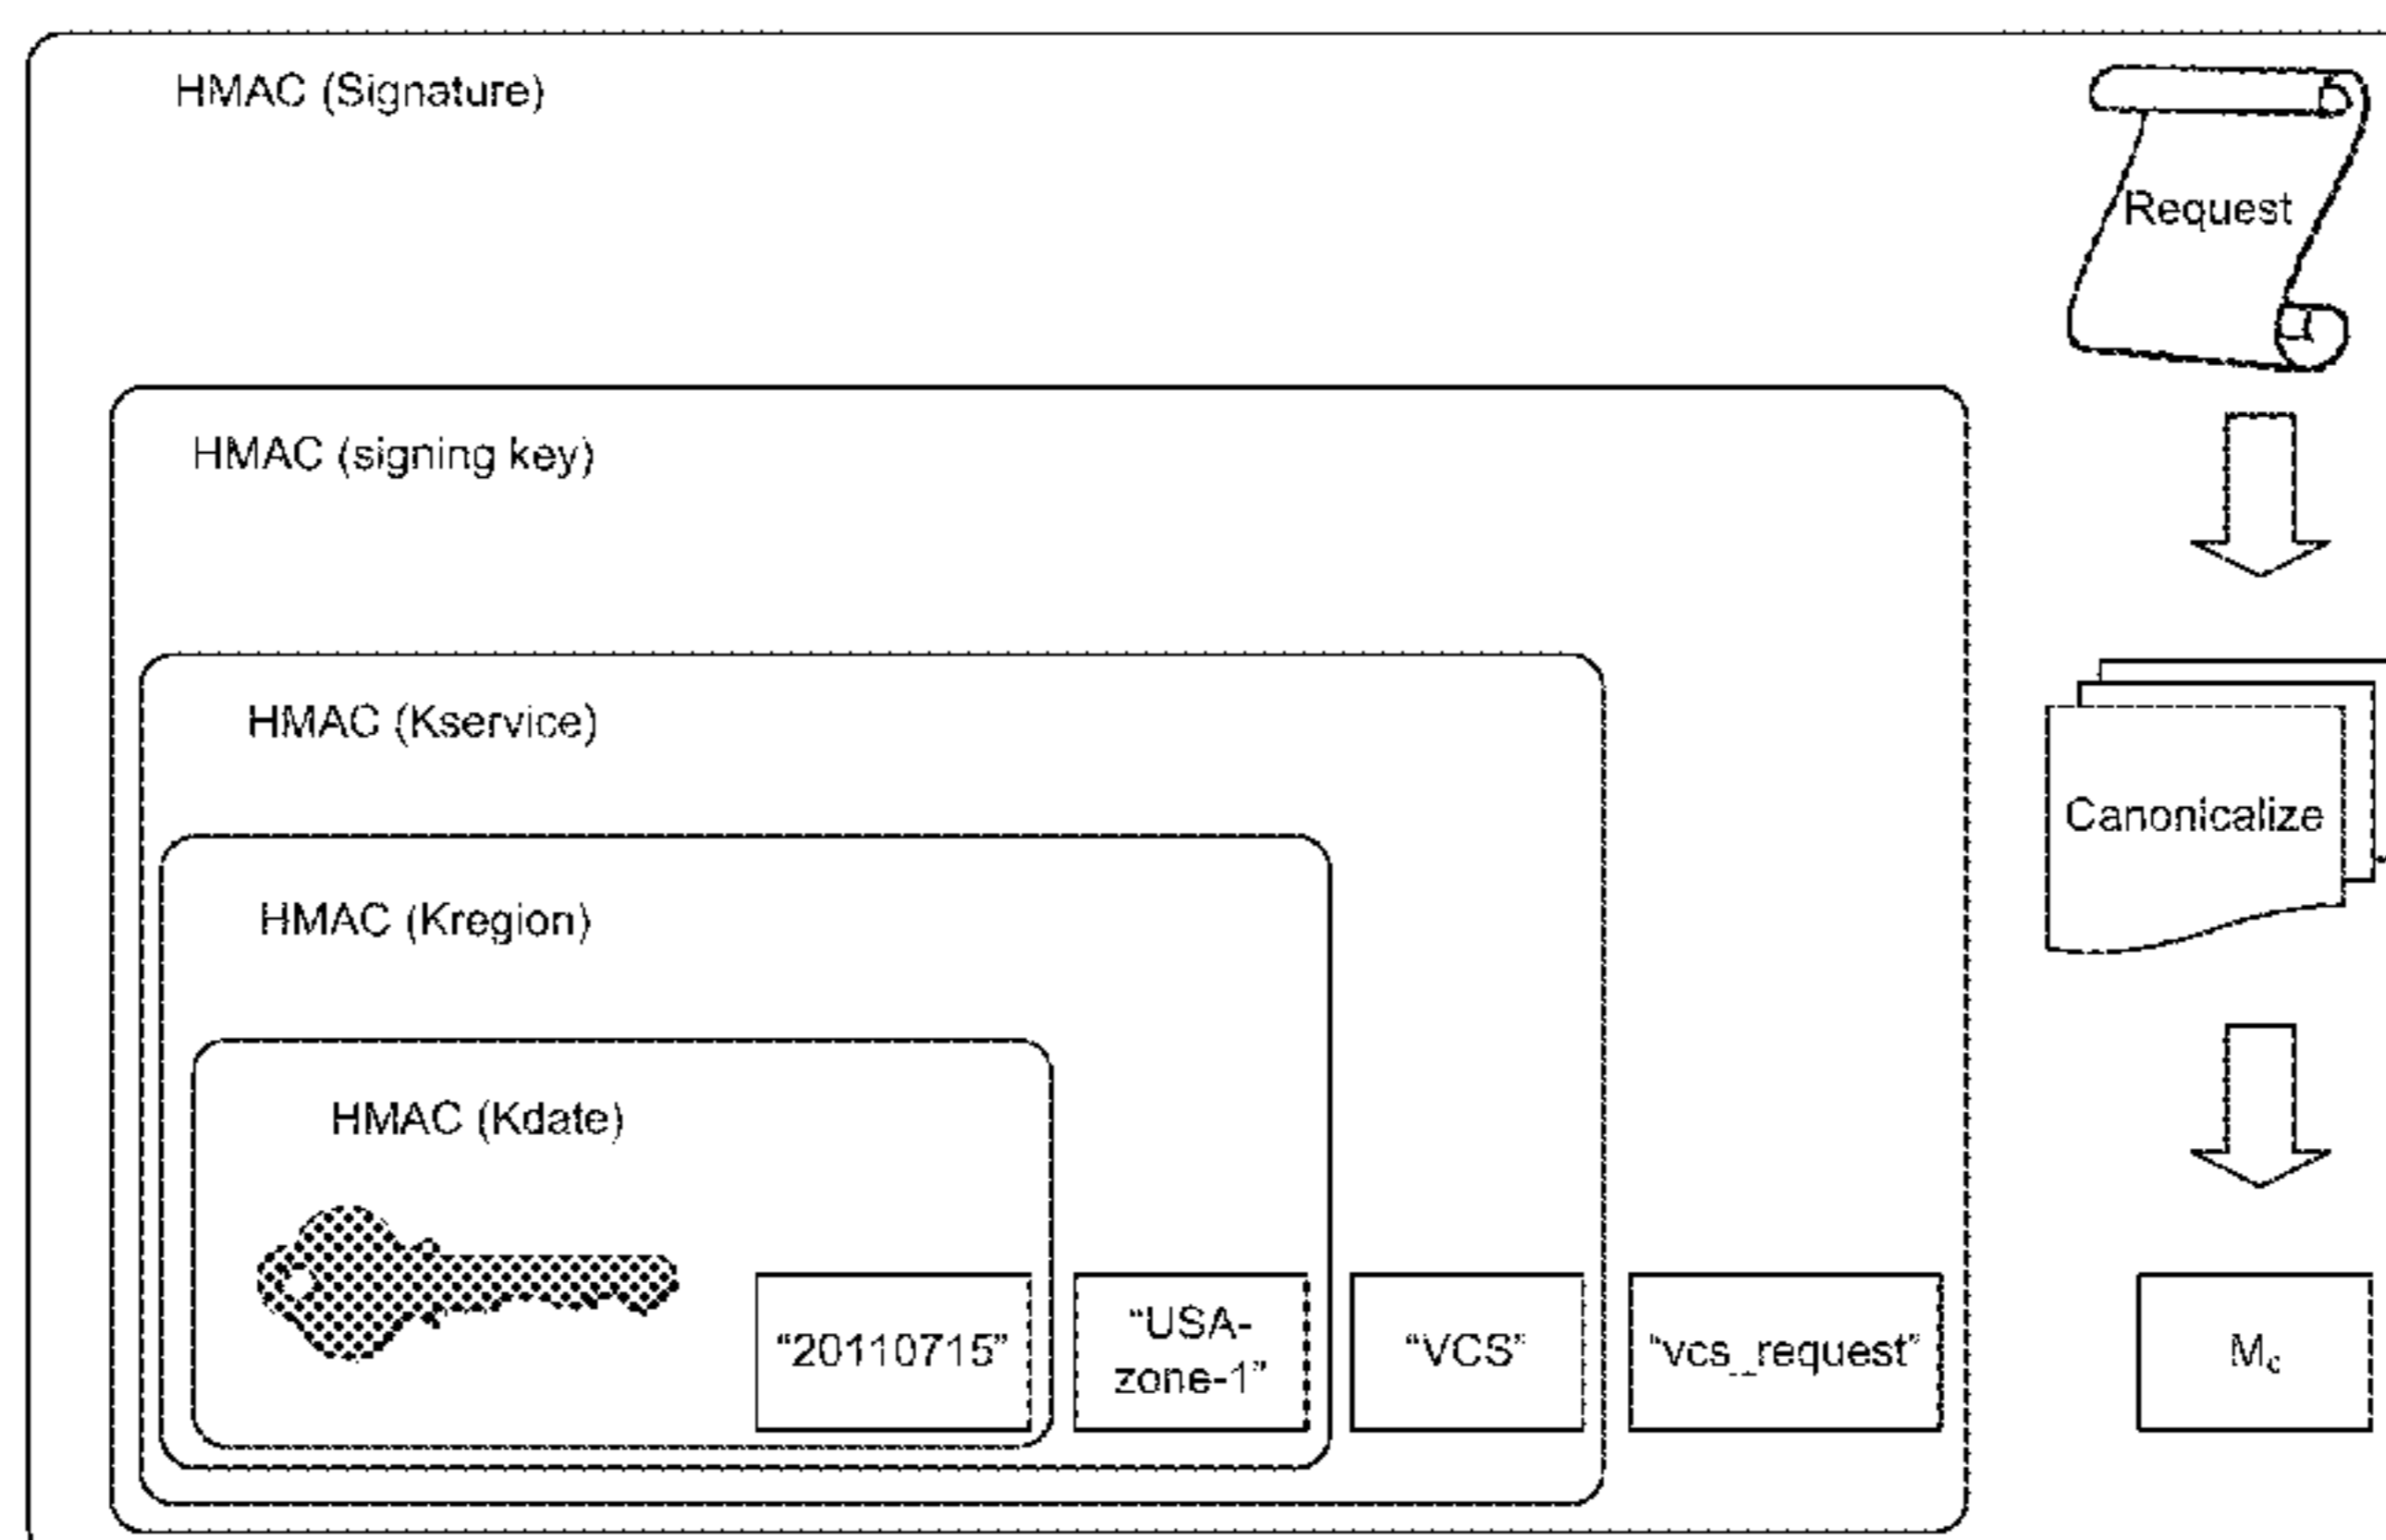 HMAC (Signature)
Request
HMAC (signing key)
HMAC (Kservice)
Canonicalize
HMAC (Kregion)
HMAC (Kdate)
“20110715”
“USA-
zone-1”
“VCS”
“vcs_request”
Mc